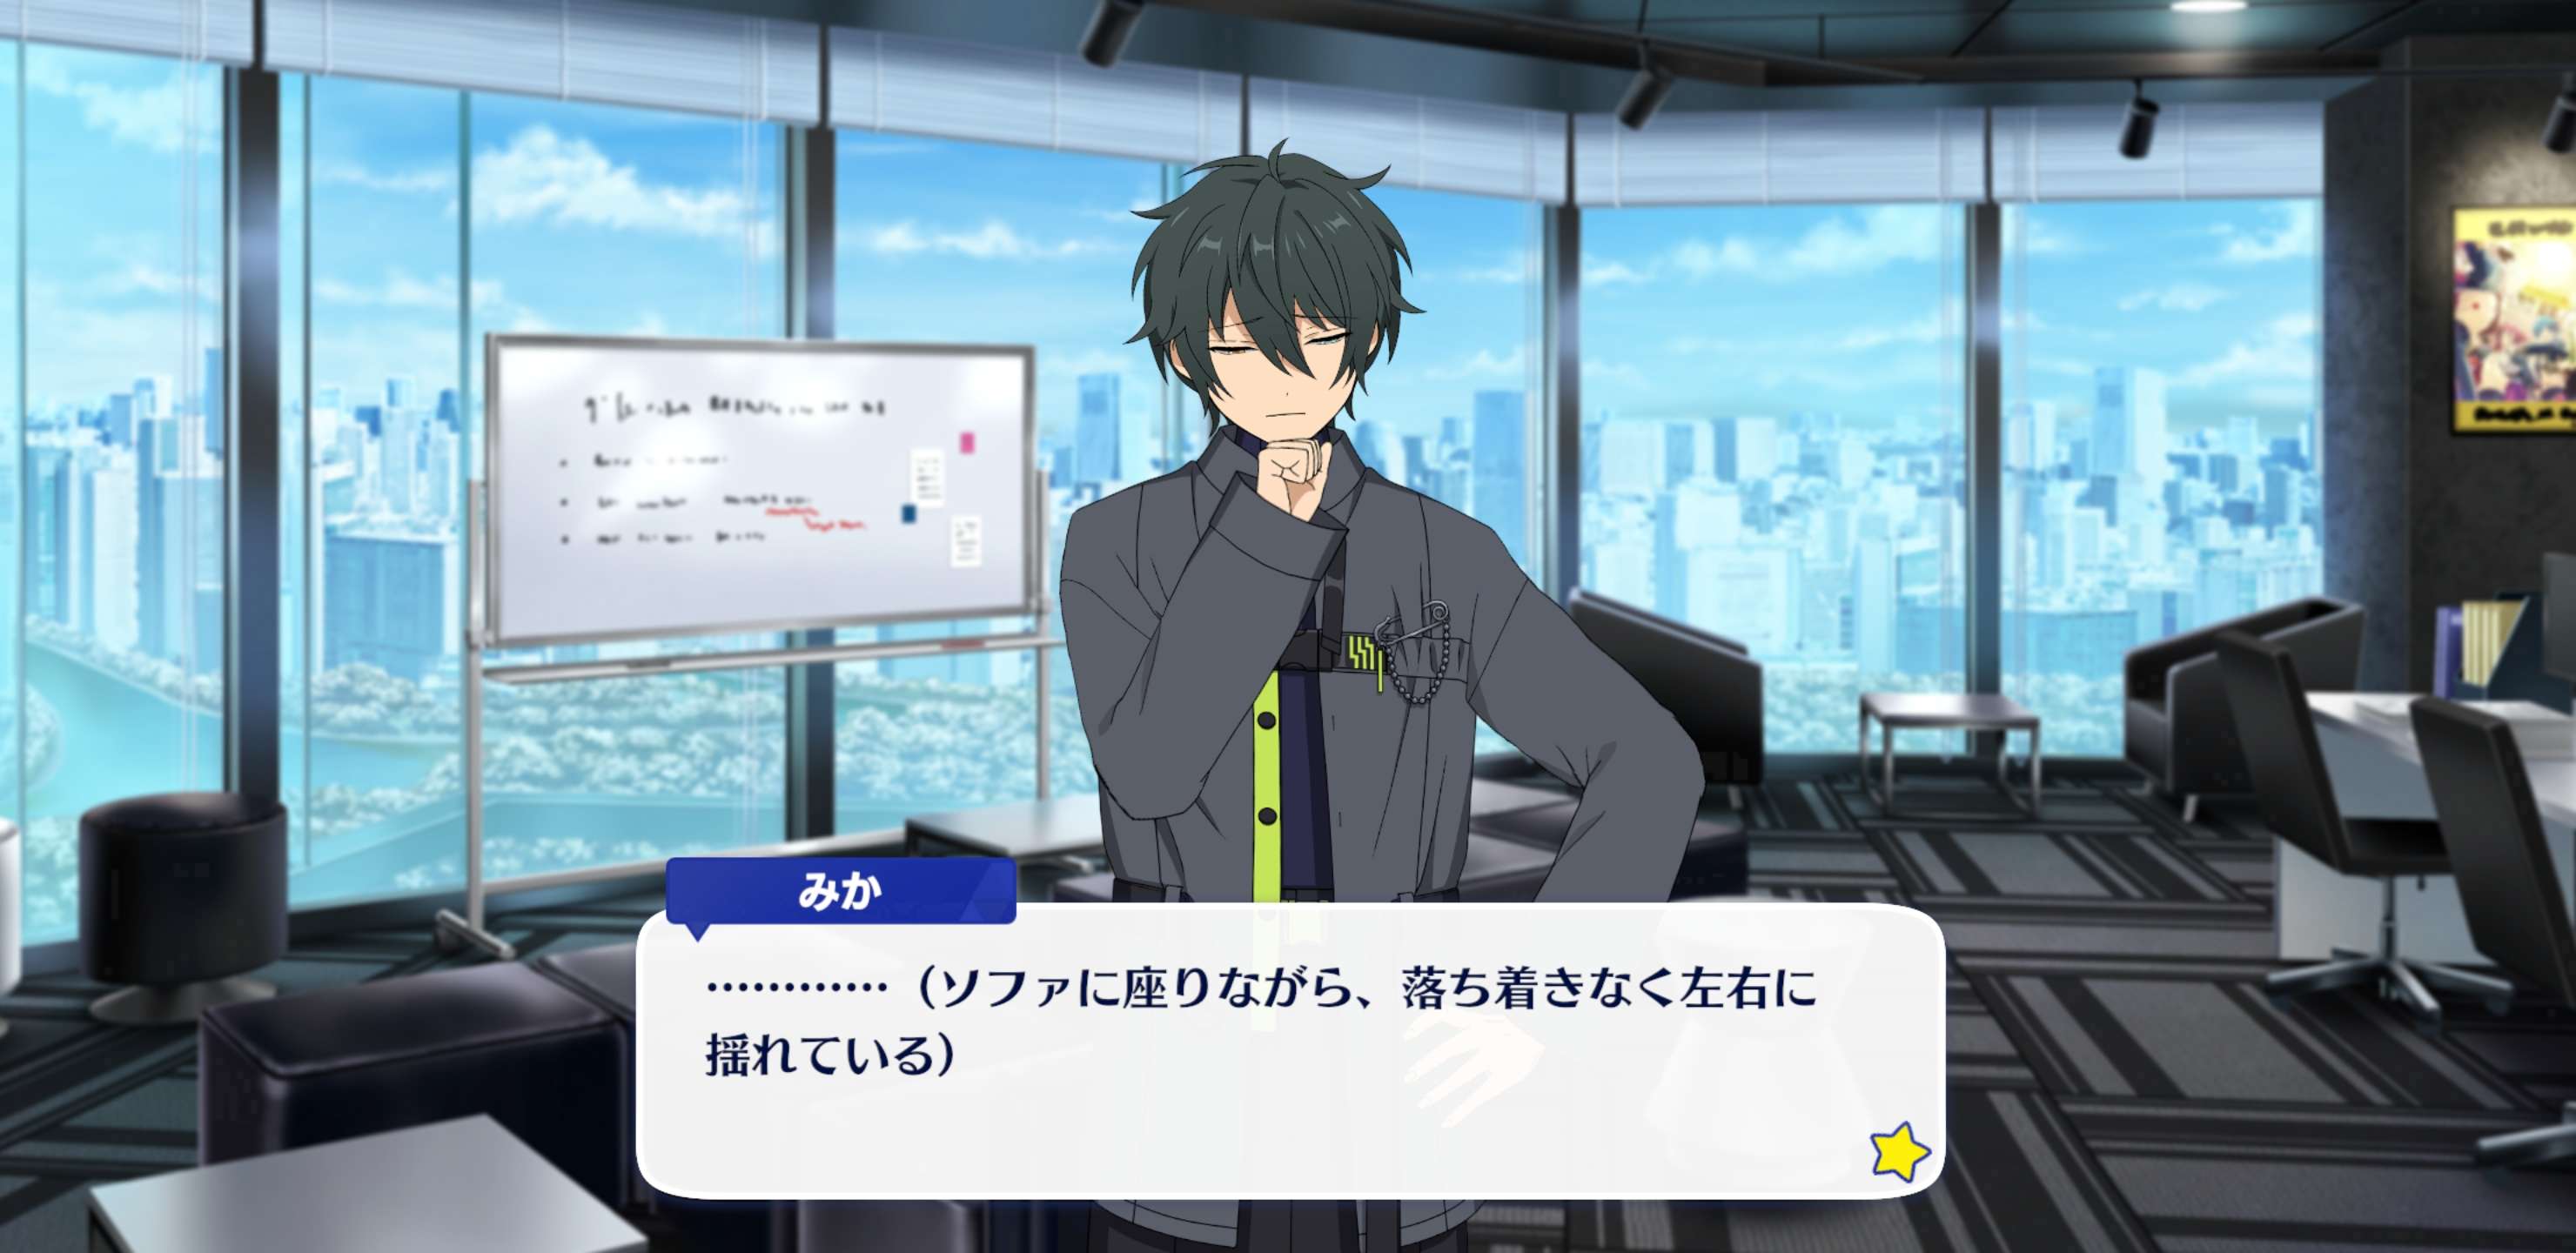 みか
…………（ソファに座りながら、落ち着きなく左右に
揺れている）